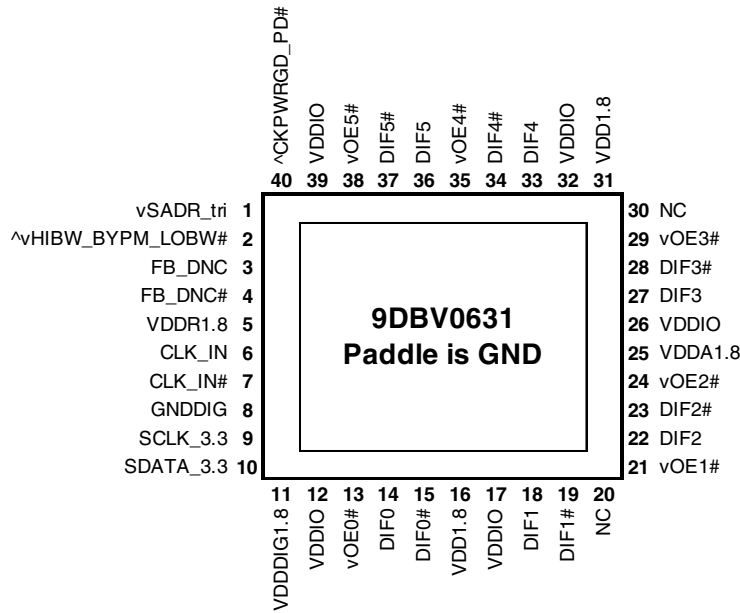 ^CKPWRGD_PD#
VDDIO
vOE5#
DIF5#
DIF5
vOE4#
DIF4#
DIF4
VDDIO
VDD1.8
40 39 38 37 36 35 34 33 32 31
vSADR_tri 1
^vHIBW_BYPM_LOBW# 2
FB_DNC 3
FB_DNC# 4
VDDR1.8 5
CLK_IN 6
CLK_IN# 7
GNDDIG 8
SCLK_3.3 9
SDATA_3.3 10
9DBV0631
Paddle is GND
30 NC
29 vOE3#
28 DIF3#
27 DIF3
26 VDDIO
25 VDDA1.8
24 vOE2#
23 DIF2#
22 DIF2
21 vOE1#
11 12 13 14 15 16 17 18 19 20
VDDDIG1.8
VDDIO
vOE0#
DIF0
DIF0#
VDD1.8
VDDIO
DIF1
DIF1#
NC